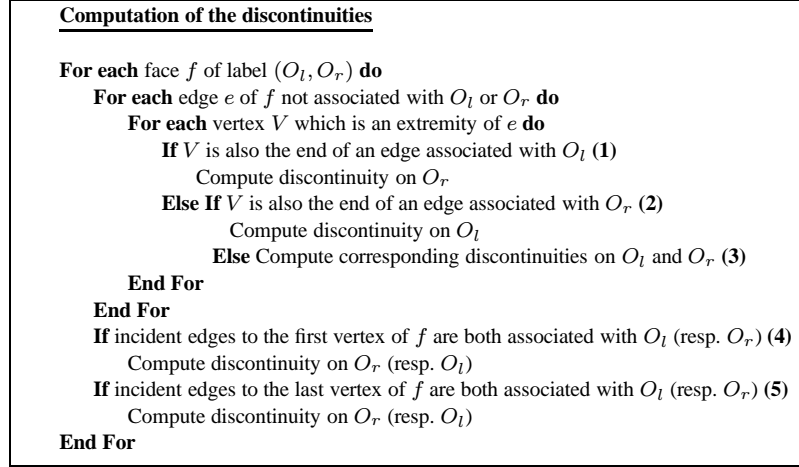 Computation of the discontinuities
For each face f of label (O_l, O_r) do
For each edge e of f not associated with O_l or O_r do
For each vertex V which is an extremity of e do
If V is also the end of an edge associated with O_l (1)
Compute discontinuity on O_r
Else If V is also the end of an edge associated with O_r (2)
Compute discontinuity on O_l
Else Compute corresponding discontinuities on O_l and O_r (3)
End For
End For
If incident edges to the first vertex of f are both associated with O_l (resp. O_r) (4)
Compute discontinuity on O_r (resp. O_l)
If incident edges to the last vertex of f are both associated with O_l (resp. O_r) (5)
Compute discontinuity on O_r (resp. O_l)
End For